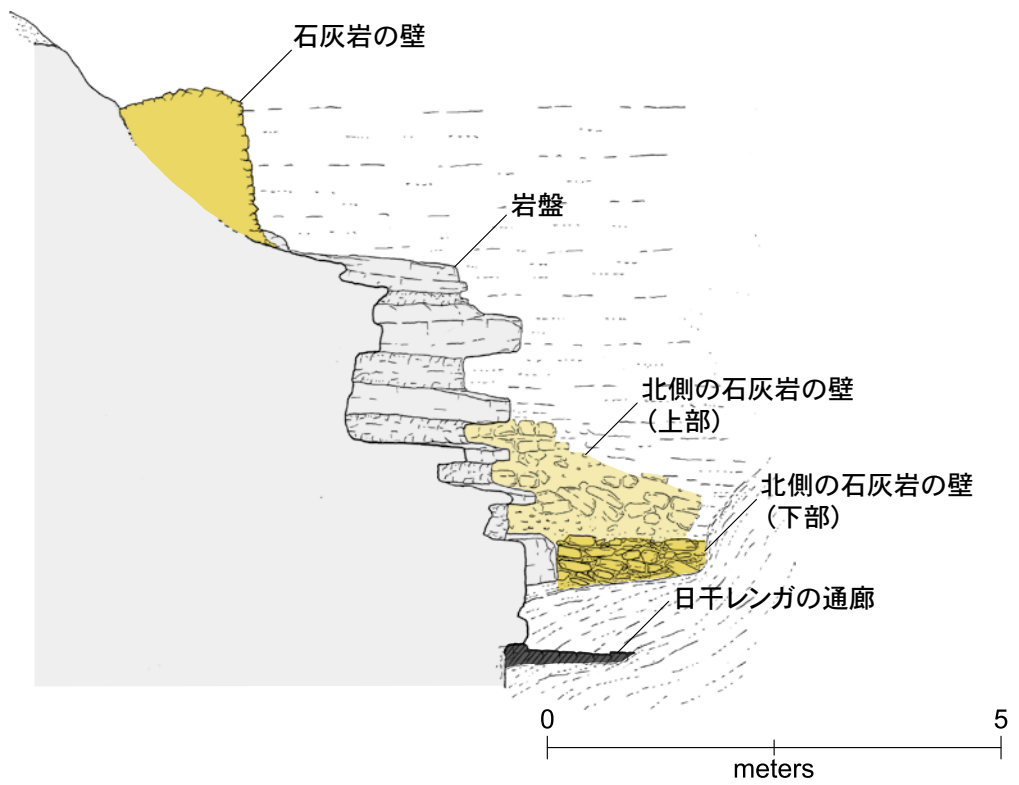 石灰岩の壁
岩盤
北側の石灰岩の壁
（上部）
北側の石灰岩の壁
（下部）
日干レンガの通廊
0 5
meters